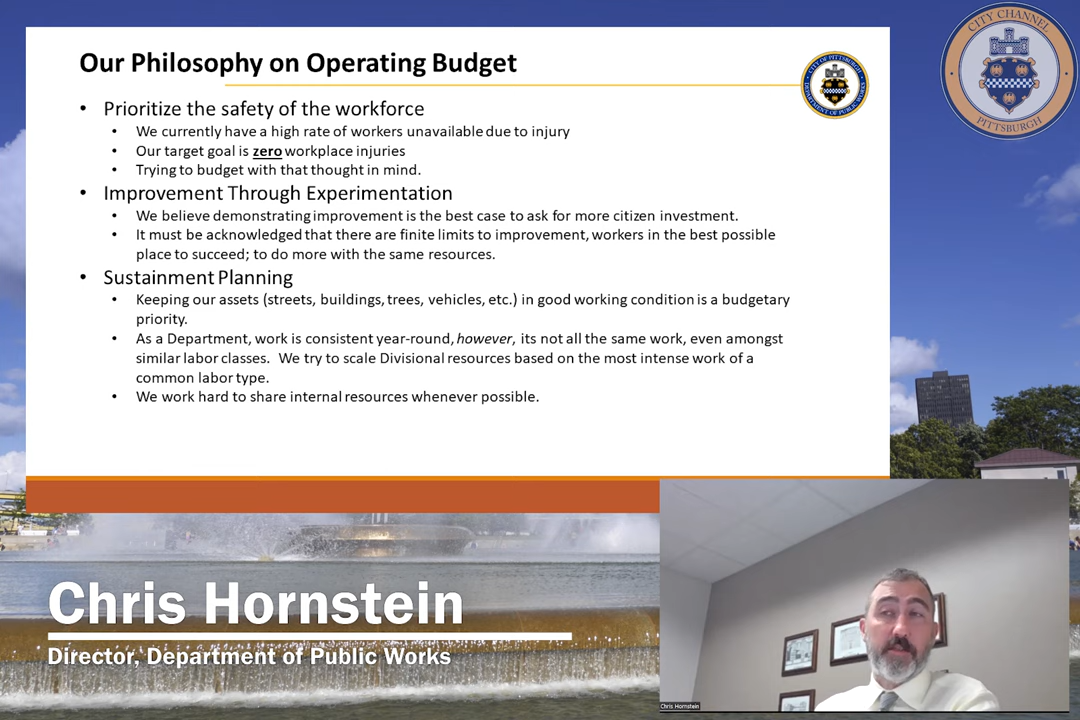 Our Philosophy on Operating Budget
CITY OF PITTSBURGH
DEPARTMENT OF PUBLIC WORKS
CITY CHANNEL
PITTSBURGH
• Prioritize the safety of the workforce
• We currently have a high rate of workers unavailable due to injury
• Our target goal is zero workplace injuries
• Trying to budget with that thought in mind.
• Improvement Through Experimentation
• We believe demonstrating improvement is the best case to ask for more citizen investment.
• It must be acknowledged that there are finite limits to improvement, workers in the best possible
place to succeed; to do more with the same resources.
• Sustainment Planning
• Keeping our assets (streets, buildings, trees, vehicles, etc.) in good working condition is a budgetary
priority.
• As a Department, work is consistent year-round, however, its not all the same work, even amongst
similar labor classes. We try to scale Divisional resources based on the most intense work of a
common labor type.
• We work hard to share internal resources whenever possible.
Chris Hornstein
Director, Department of Public Works
Chris Hornstein